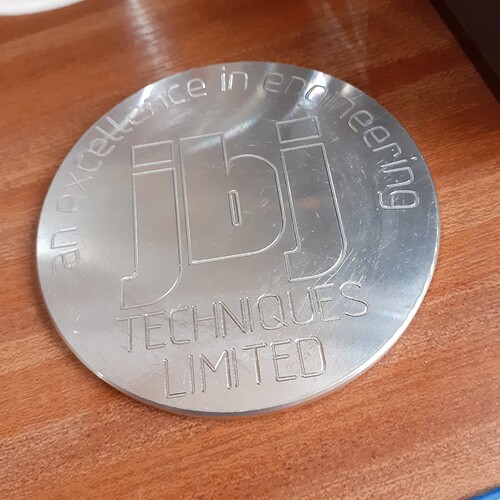 an excellence in engineering
jbj
TECHNIQUES
LIMITED